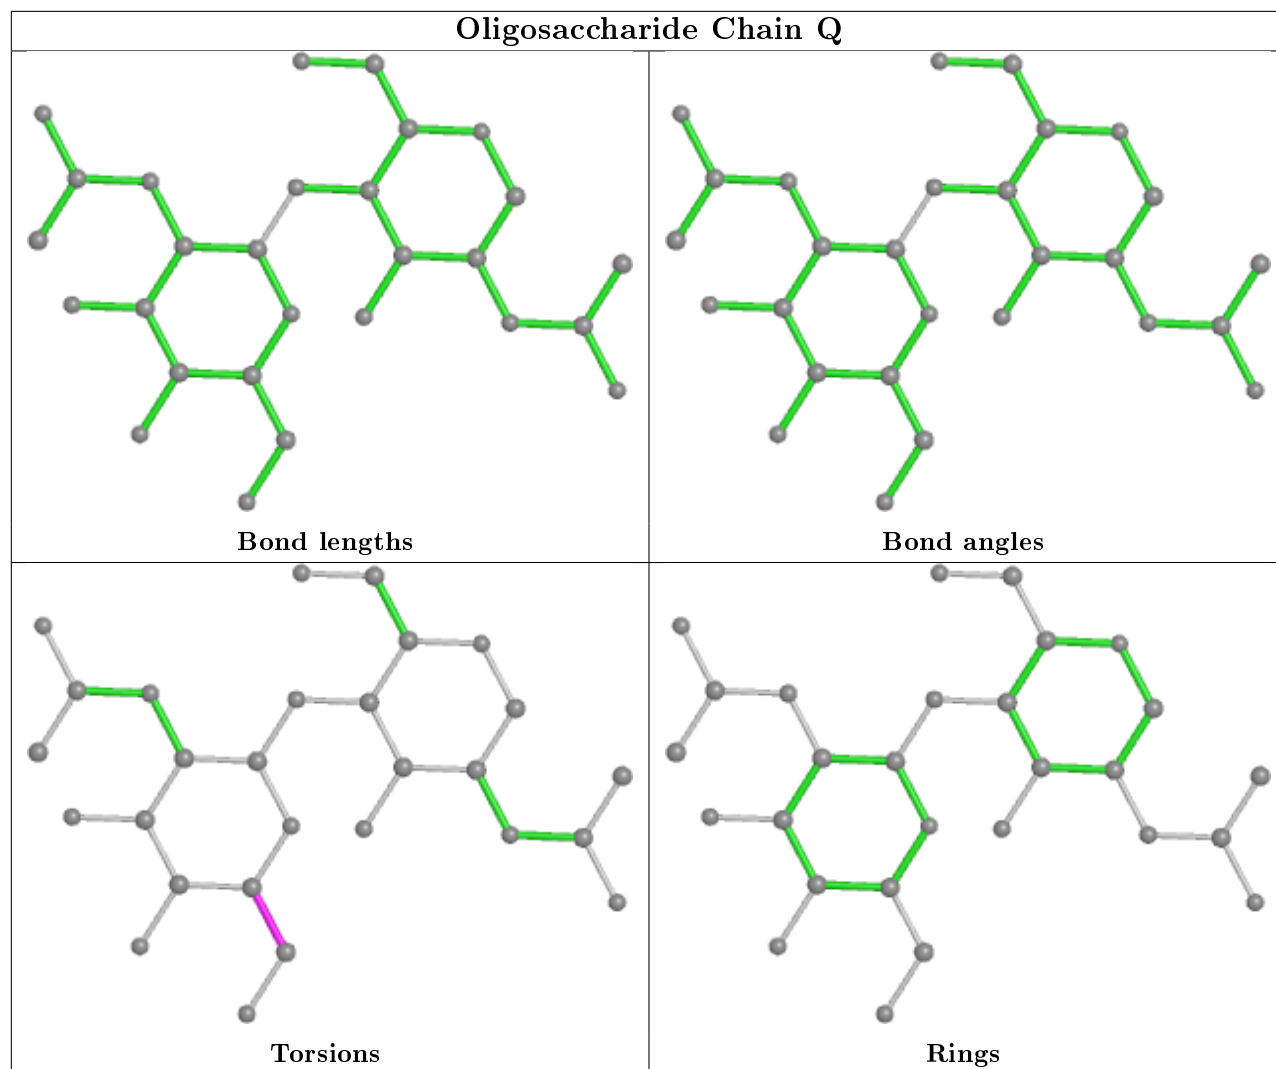 Oligosaccharide Chain Q
Bond lengths
Bond angles
Torsions
Rings